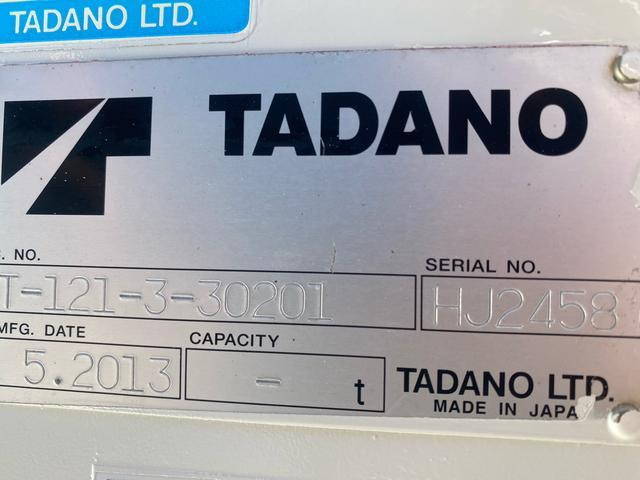 TADANO LTD.
TADANO
. NO.
T-121-3-30201
SERIAL NO.
HJ2458
MFG. DATE
5.2013
CAPACITY
- t
TADANO LTD.
MADE IN JAPA